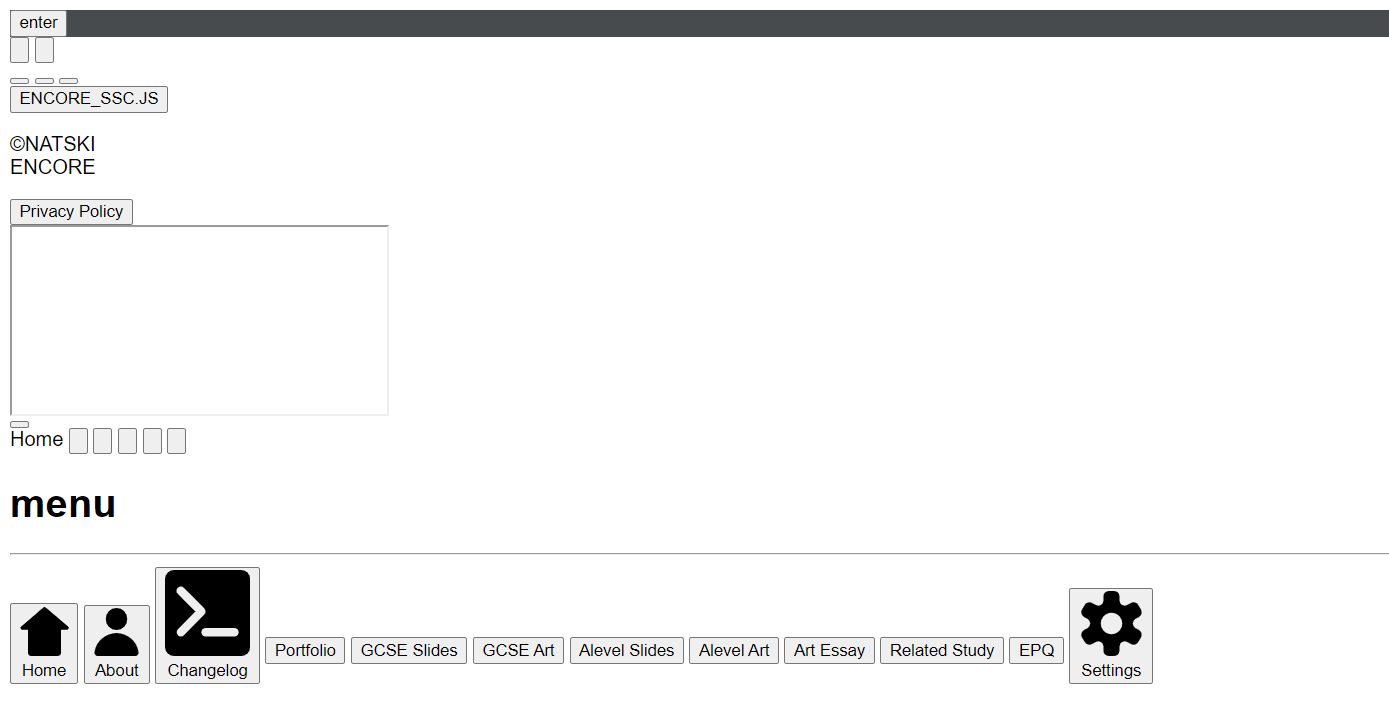 enter
ENCORE_SSC.JS
©NATSKI
ENCORE
Privacy Policy
Home
menu
Home About Changelog Portfolio GCSE Slides GCSE Art Alevel Slides Alevel Art Art Essay Related Study EPQ Settings